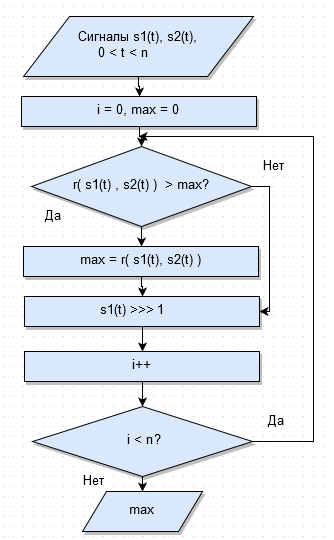 Сигналы s1(t), s2(t),
0 < t < n
i = 0, max = 0
r( s1(t) , s2(t) ) > max?
Нет
Да
max = r( s1(t), s2(t) )
s1(t) >>> 1
i++
i < n?
Да
Нет
max